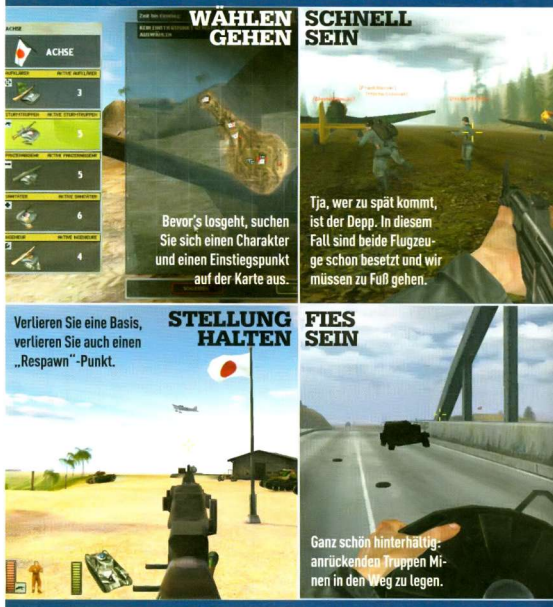 WÄHLEN
GEHEN
ACHSE
ACHSE
3
5
5
6
4
Bevor's losgeht, suchen
Sie sich einen Charakter
und einen Einstiegspunkt
auf der Karte aus.
SCHNELL
SEIN
Tja, wer zu spät kommt,
ist der Depp. In diesem
Fall sind beide Flugzeu-
ge schon besetzt und wir
müssen zu Fuß gehen.
STELLUNG
HALTEN
Verlieren Sie eine Basis,
verlieren Sie auch einen
„Respawn"-Punkt.
FIES
SEIN
Ganz schön hinterhältig:
anrückenden Truppen Mi-
nen in den Weg zu legen.